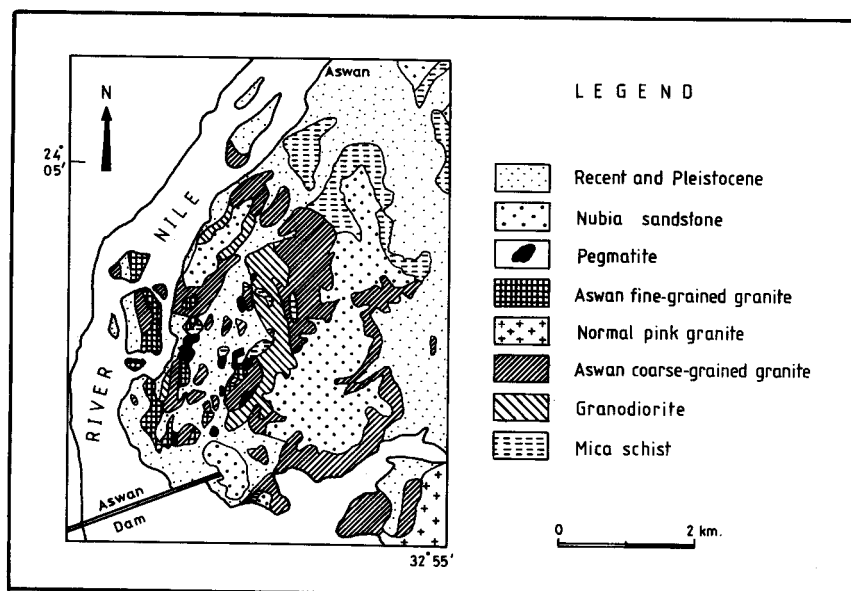 Aswan
N
24°
05'
NILE
RIVER
Aswan
Dam
32°55'
LEGEND
Recent and Pleistocene
Nubia sandstone
Pegmatite
Aswan fine-grained granite
Normal pink granite
Aswan coarse-grained granite
Granodiorite
Mica schist
0 2 km.